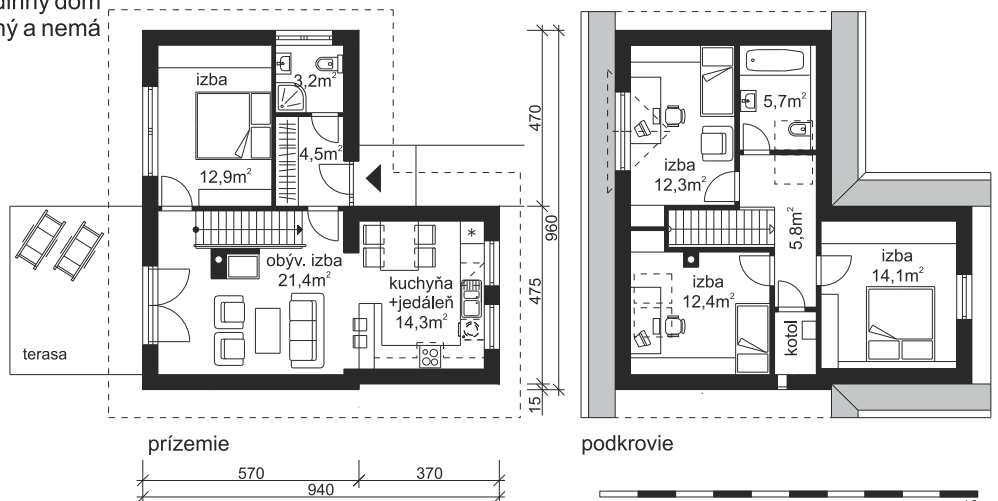 dinný dom
ný a nemá
izba
12,9m²
3,2m²
4,5m²
obýv. izba
21,4m²
kuchyňa
+jedáleň
14,3m²
terasa
470
960
475
15
prízemie
570
370
940
izba
12,3m²
5,7m²
5,8m²
izba
12,4m²
izba
14,1m²
kotol
podkrovie